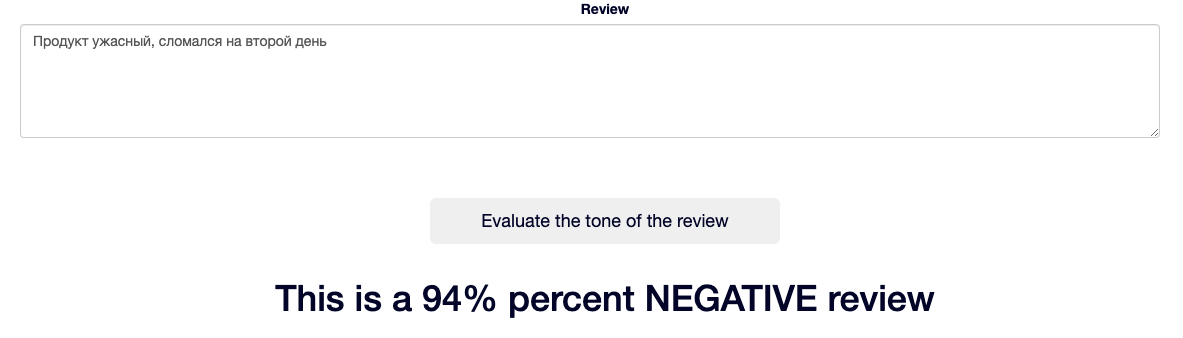 Review
Продукт ужасный, сломался на второй день
Evaluate the tone of the review
This is a 94% percent NEGATIVE review